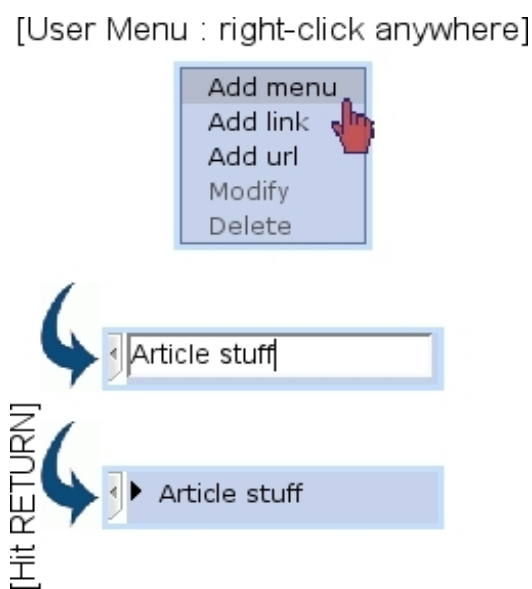 [User Menu : right-click anywhere]
Add menu
Add link
Add url
Modify
Delete
Article stuff
[Hit RETURN]
Article stuff